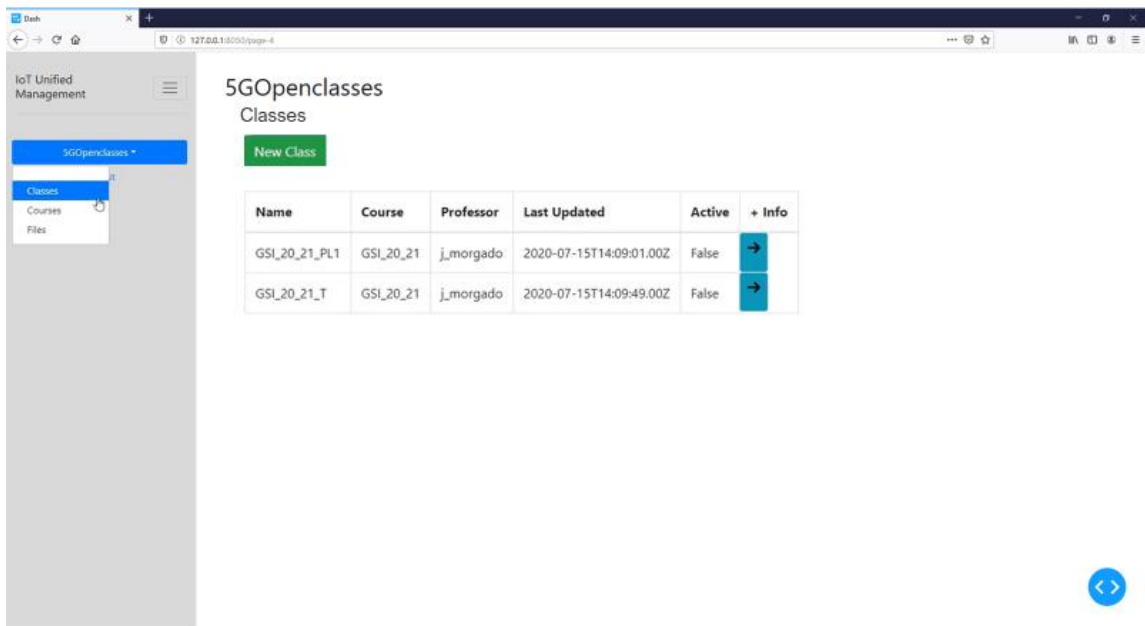 Dash
127.0.0.1:8050/page-4
IoT Unified
Management
5GOpenclasses
Classes
Courses
Files
5GOpenclasses
Classes
New Class
Name Course Professor Last Updated Active + Info
GSI_20_21_PL1 GSI_20_21 j_morgado 2020-07-15T14:09:01.00Z False
GSI_20_21_T GSI_20_21 j_morgado 2020-07-15T14:09:49.00Z False